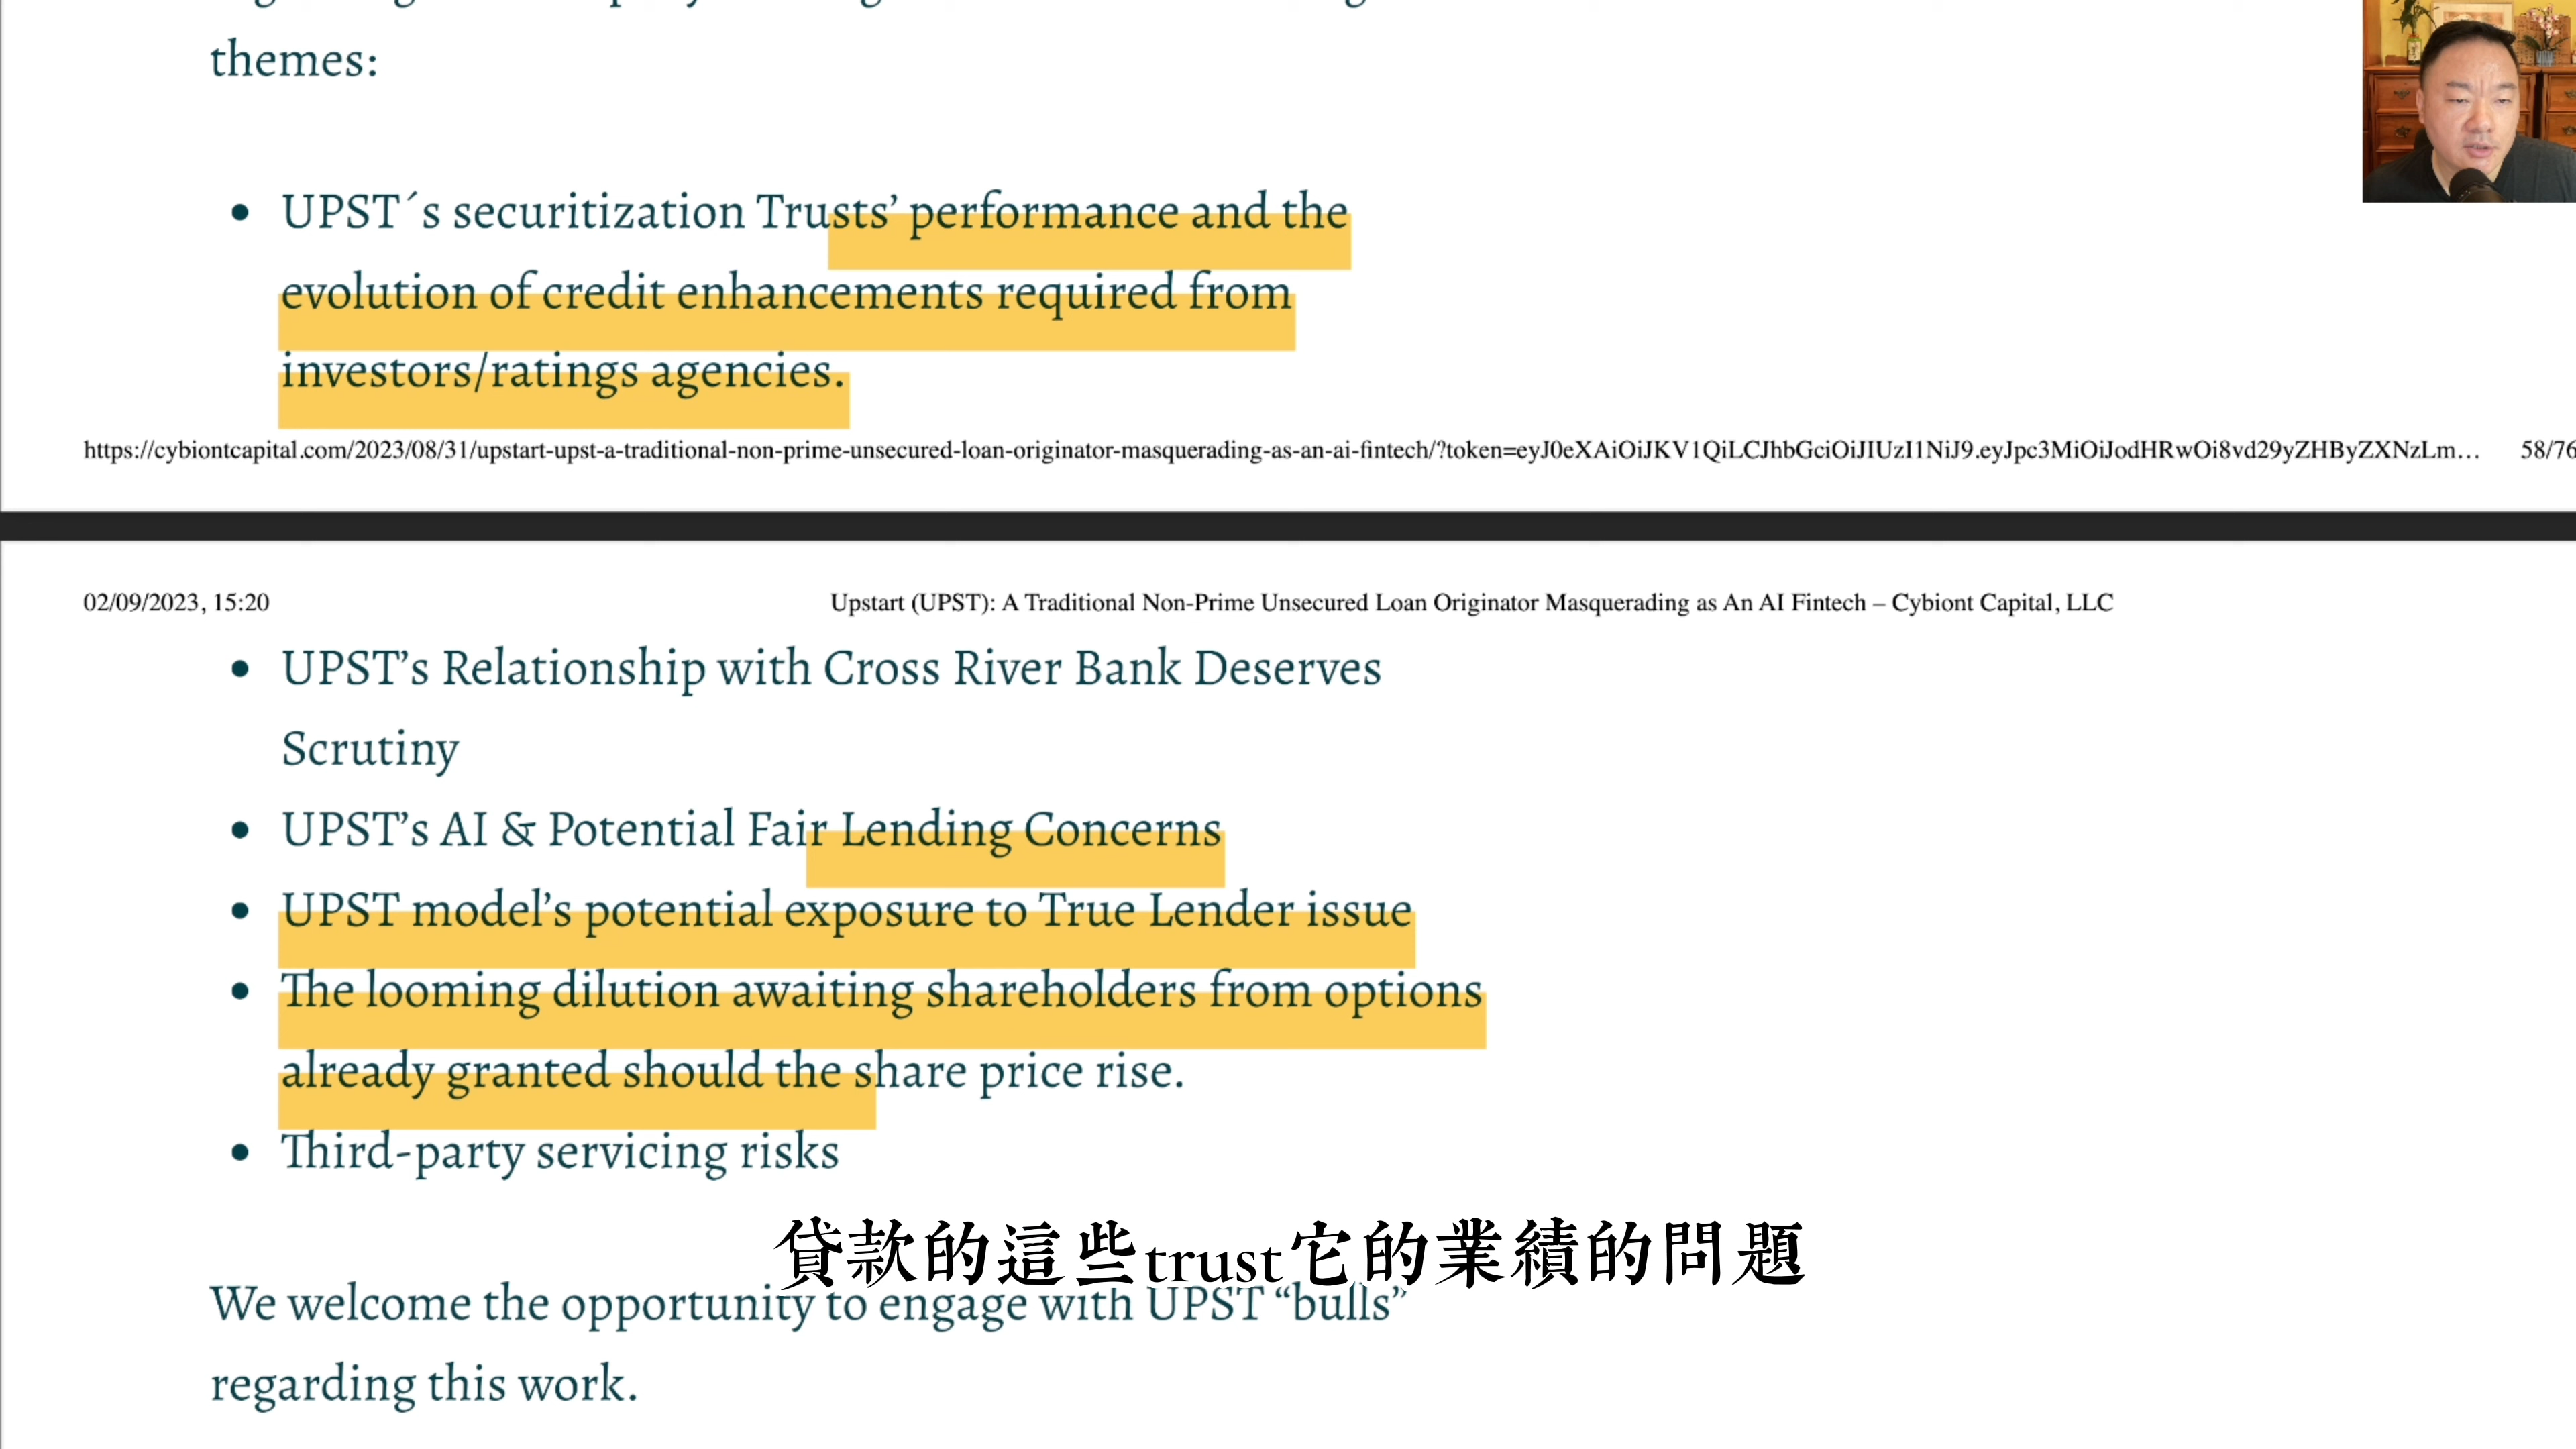 themes:
• UPST´s securitization Trusts’ performance and the
evolution of credit enhancements required from
investors/ratings agencies.
https://cybiontcapital.com/2023/08/31/upstart-upst-a-traditional-non-prime-unsecured-loan-originator-masquerading-as-an-ai-fintech/?token=eyJ0eXAiOiJKV1QiLCJhbGciOiJIUzI1NiJ9.eyJpc3MiOiJodHRwOi8vd29yZHByZXNzLm… 58/76
02/09/2023, 15:20 Upstart (UPST): A Traditional Non-Prime Unsecured Loan Originator Masquerading as An AI Fintech – Cybiont Capital, LLC
• UPST’s Relationship with Cross River Bank Deserves
Scrutiny
• UPST’s AI & Potential Fair Lending Concerns
• UPST model’s potential exposure to True Lender issue
• The looming dilution awaiting shareholders from options
already granted should the share price rise.
• Third-party servicing risks
貸款的這些trust它的業績的問題
We welcome the opportunity to engage with UPST “bulls”
regarding this work.